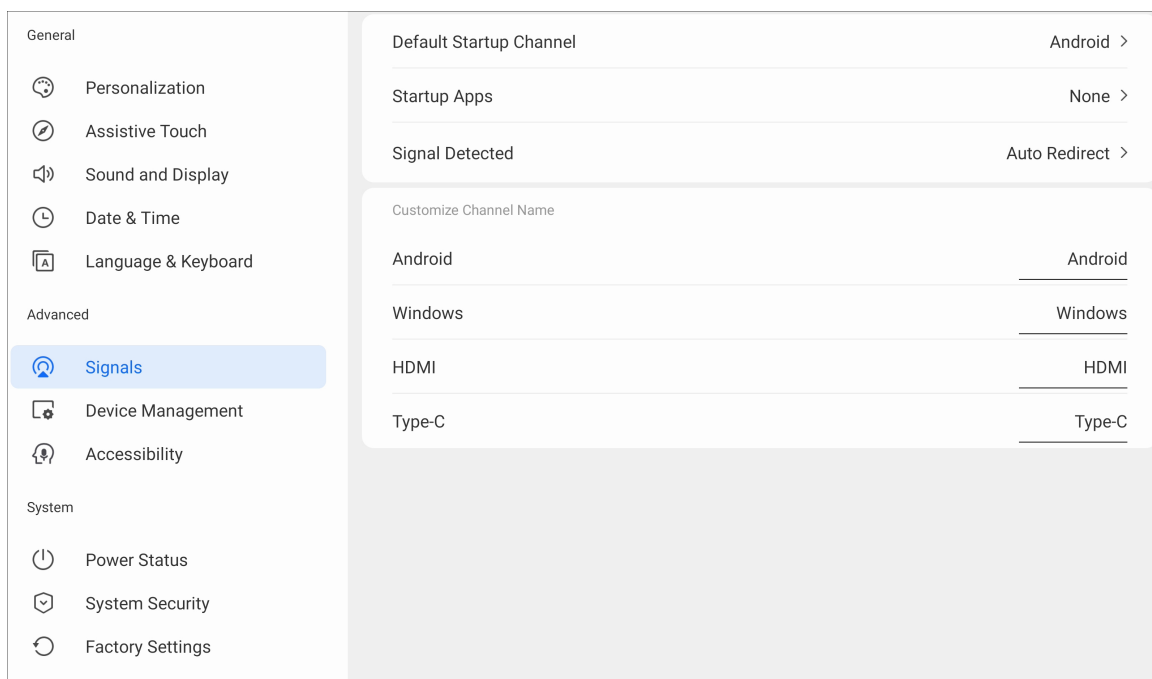 General
Personalization
Assistive Touch
Sound and Display
Date & Time
Language & Keyboard
Advanced
Signals
Device Management
Accessibility
System
Power Status
System Security
Factory Settings
Default Startup Channel Android
Startup Apps None
Signal Detected Auto Redirect
Customize Channel Name
Android Android
Windows Windows
HDMI HDMI
Type-C Type-C